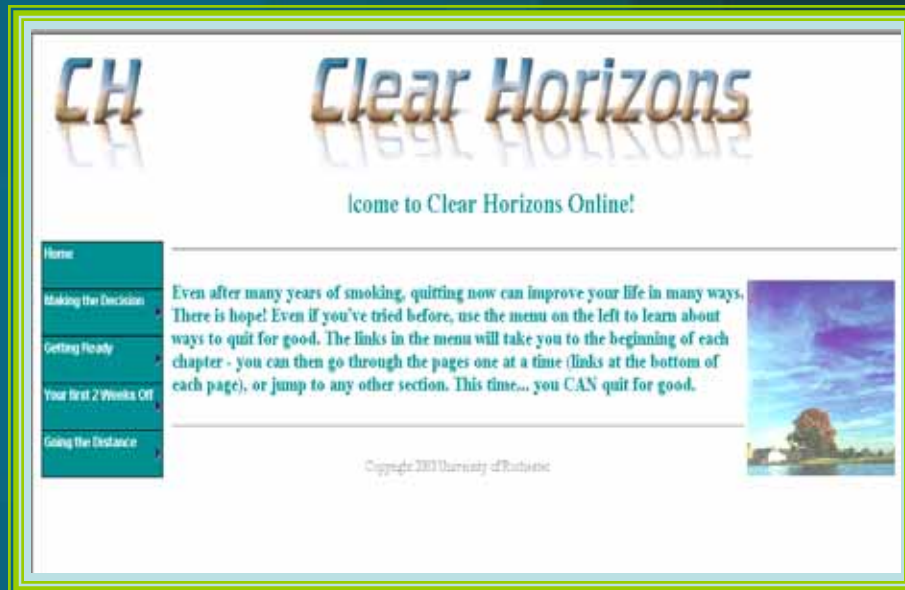 CH
Clear Horizons
lcome to Clear Horizons Online!
Home
Making the Decision
Getting Ready
Your first 2 Weeks Off
Going the Distance
Even after many years of smoking, quitting now can improve your life in many ways.
There is hope! Even if you've tried before, use the menu on the left to learn about
ways to quit for good. The links in the menu will take you to the beginning of each
chapter - you can then go through the pages one at a time (links at the bottom of
each page), or jump to any other section. This time... you CAN quit for good.
Copyright 2003 University of Rochester